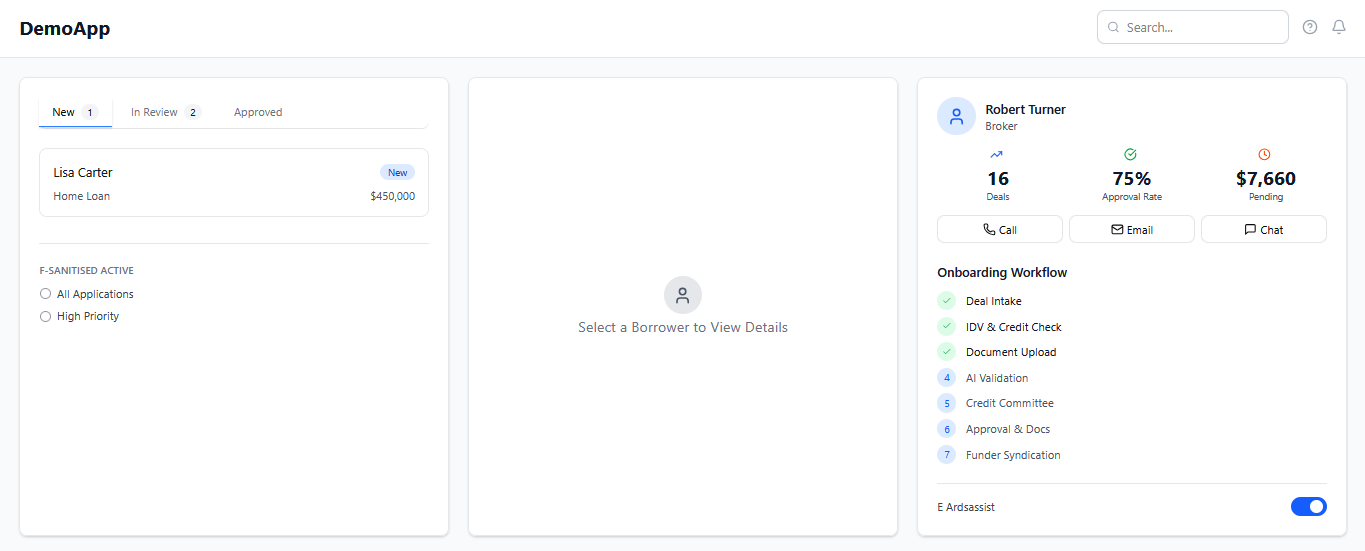 DemoApp
Search...
New 1
In Review 2
Approved
Lisa Carter
New
Home Loan
$450,000
F-SANITISED ACTIVE
All Applications
High Priority
Select a Borrower to View Details
Robert Turner
Broker
16
Deals
75%
Approval Rate
$7,660
Pending
Call
Email
Chat
Onboarding Workflow
Deal Intake
IDV & Credit Check
Document Upload
4 AI Validation
5 Credit Committee
6 Approval & Docs
7 Funder Syndication
E Ardsassist